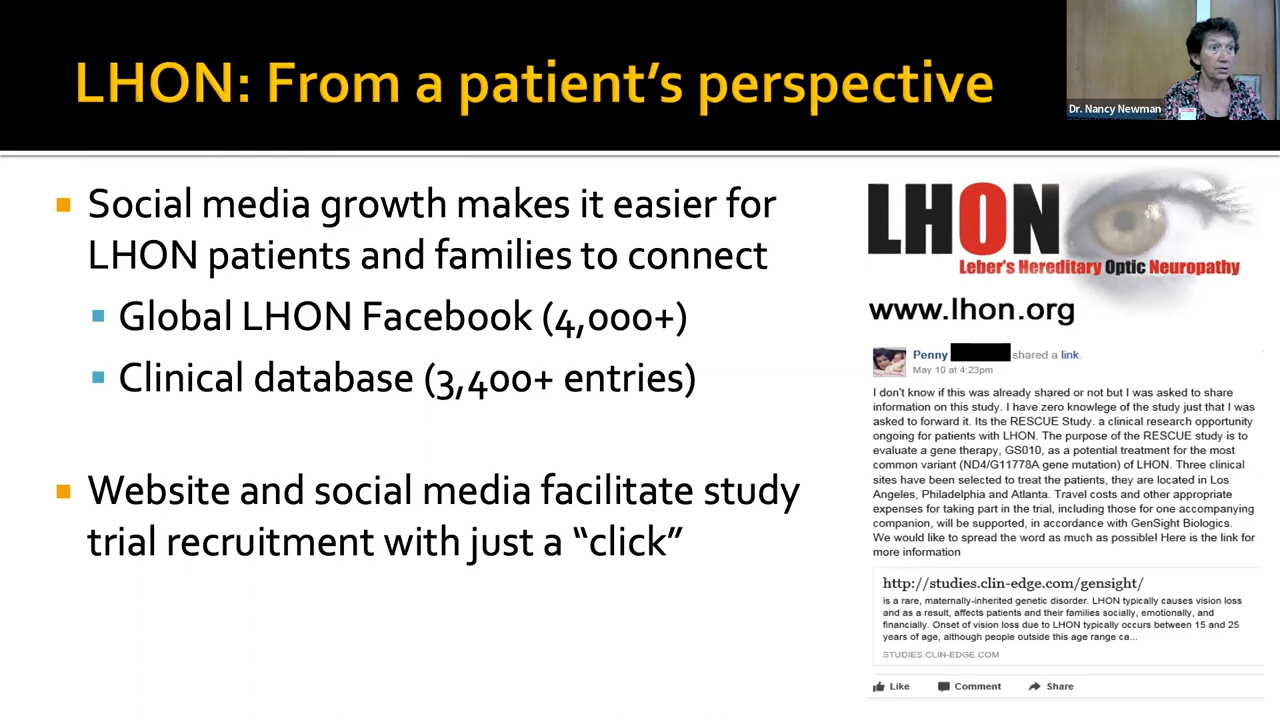 LHON: From a patient's perspective
Dr. Nancy Newman
Social media growth makes it easier for
LHON patients and families to connect
Global LHON Facebook (4,000+)
Clinical database (3,400+ entries)
Website and social media facilitate study
trial recruitment with just a “click”
LHON
Leber's Hereditary Optic Neuropathy
www.lhon.org
Penny shared a link.
May 10 at 4:23pm
I don't know if this was already shared or not but I was asked to share
information on this study. I have zero knowlege of the study just that I was
asked to forward it. Its the RESCUE Study. a clinical research opportunity
ongoing for patients with LHON. The purpose of the RESCUE study is to
evaluate a gene therapy, GS010, as a potential treatment for the most
common variant (ND4/G11778A gene mutation) of LHON. Three clinical
sites have been selected to treat the patients, they are located in Los
Angeles, Philadelphia and Atlanta. Travel costs and other appropriate
expenses for taking part in the trial, including those for one accompanying
companion, will be supported, in accordance with GenSight Biologics.
We would like to spread the word as much as possible! Here is the link for
more information
http://studies.clin-edge.com/gensight/
is a rare, maternally-inherited genetic disorder. LHON typically causes vision loss
and as a result, affects patients and their families socially, emotionally, and
financially. Onset of vision loss due to LHON typically occurs between 15 and 25
years of age, although people outside this age range ca...
STUDIES.CLIN-EDGE.COM
Like Comment Share